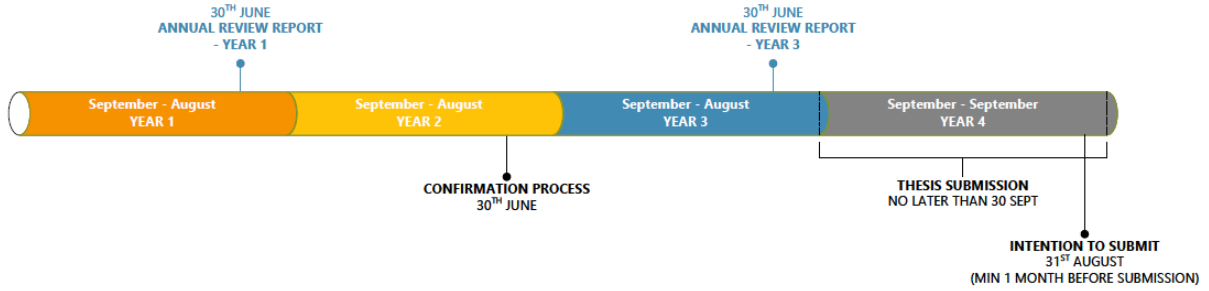 30TH JUNE
ANNUAL REVIEW REPORT
- YEAR 1
30TH JUNE
ANNUAL REVIEW REPORT
- YEAR 3
September - August
YEAR 1
September - August
YEAR 2
September - August
YEAR 3
September - September
YEAR 4
CONFIRMATION PROCESS
30TH JUNE
THESIS SUBMISSION
NO LATER THAN 30 SEPT
INTENTION TO SUBMIT
31ST AUGUST
(MIN 1 MONTH BEFORE SUBMISSION)